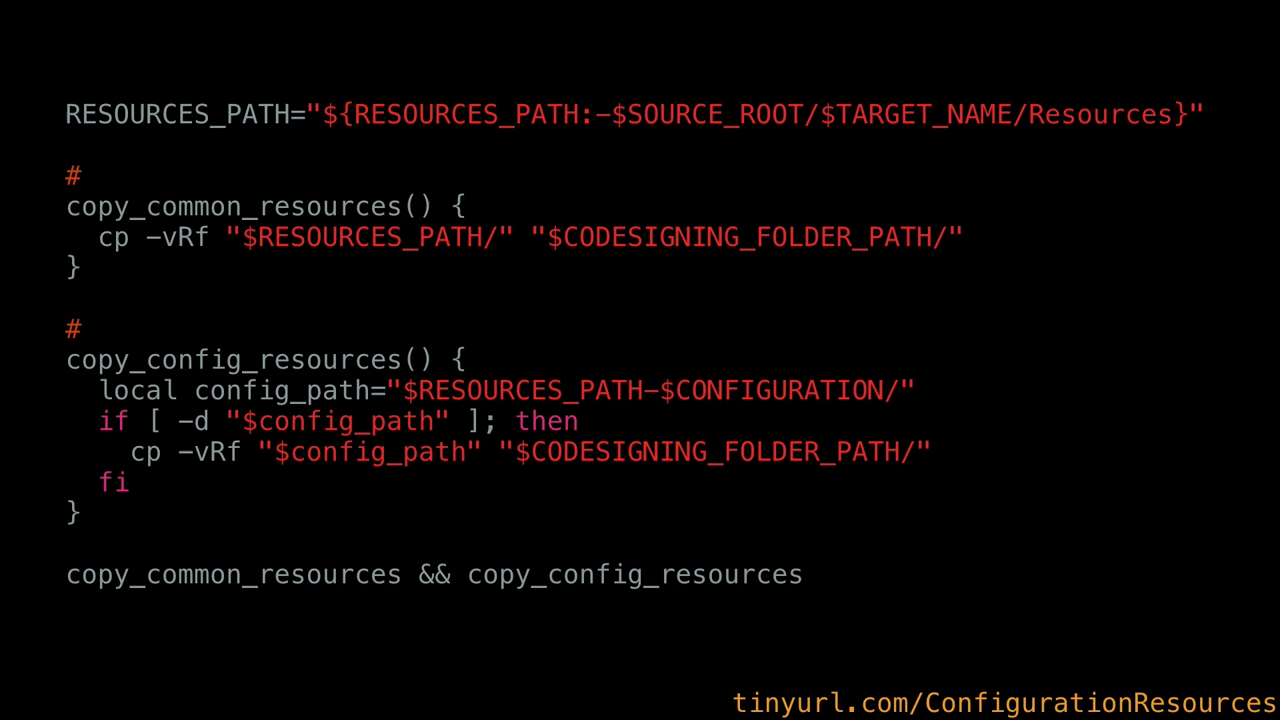 RESOURCES_PATH="${RESOURCES_PATH:-$SOURCE_ROOT/$TARGET_NAME/Resources}"
#
copy_common_resources() {
cp -vRf "$RESOURCES_PATH/" "$CODESIGNING_FOLDER_PATH/"
}
#
copy_config_resources() {
local config_path="$RESOURCES_PATH-$CONFIGURATION/"
if [ -d "$config_path" ]; then
cp -vRf "$config_path" "$CODESIGNING_FOLDER_PATH/"
fi
}
copy_common_resources && copy_config_resources
tinyurl.com/ConfigurationResources